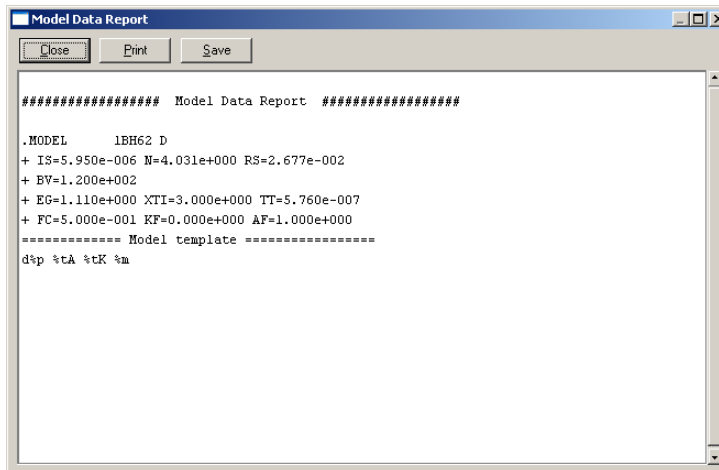 Model Data Report
Close Print Save
################## Model Data Report ##################
.MODEL 1BH62 D
+ IS=5.950e-006 N=4.031e+000 RS=2.677e-002
+ BV=1.200e+002
+ EG=1.110e+000 XTI=3.000e+000 TT=5.760e-007
+ FC=5.000e-001 KF=0.000e+000 AF=1.000e+000
============= Model template =================
d%p %tA %tK %m